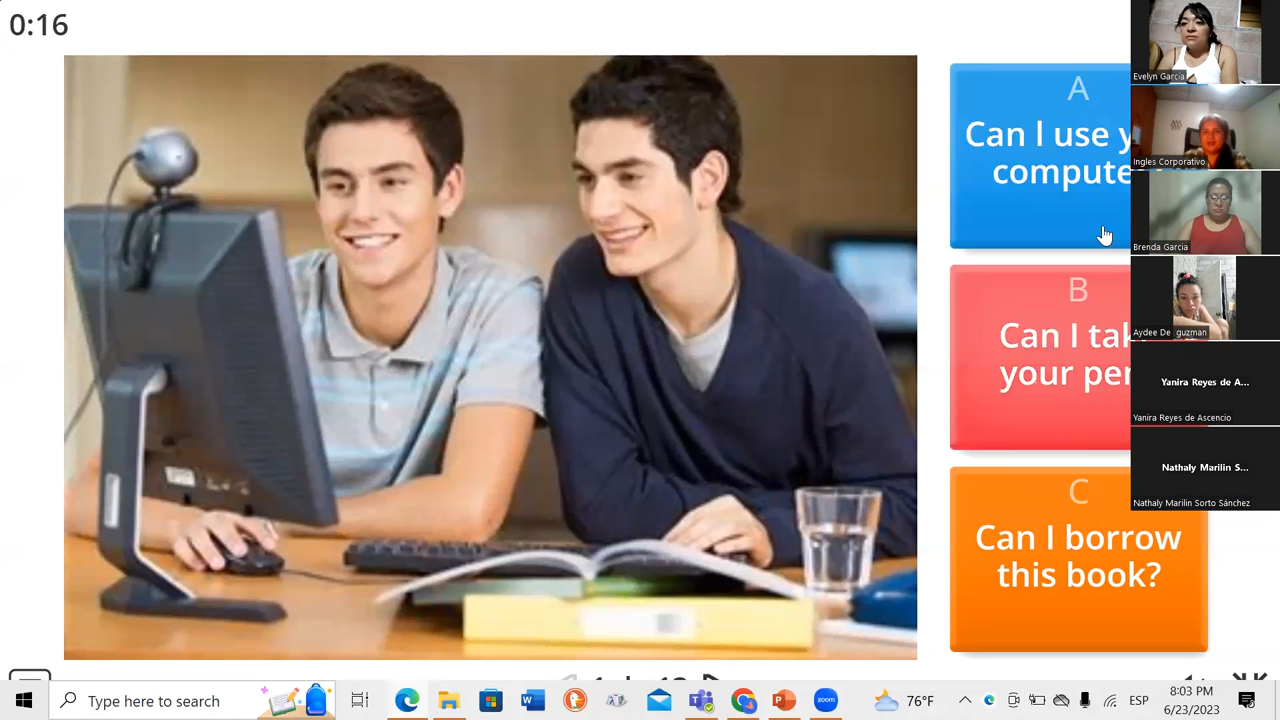 0:16
A
Can I use
compute
B
Can I tak
your pe
C
Can I borrow
this book?
Evelyn García
Ingles Corporativo
Brenda Garcia
Aydee De guzman
Yanira Reyes de A...
Yanira Reyes de Ascencio
Nathaly Marilin S...
Nathaly Marilin Sorto Sánchez
Type here to search
76°F
ESP
8:03 PM
6/23/2023
zoom